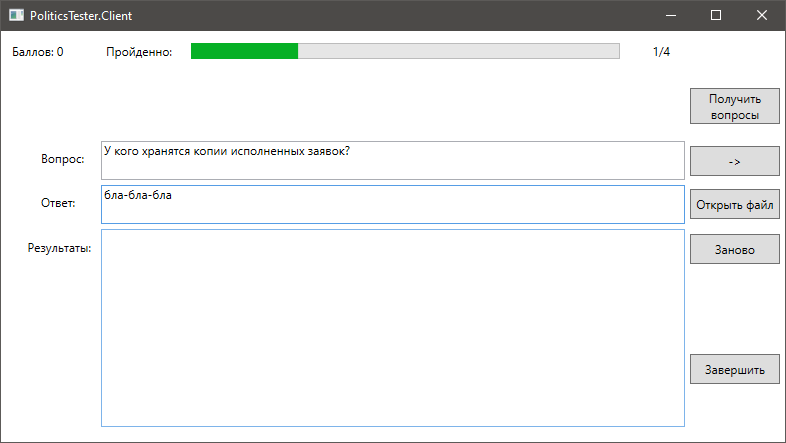 PoliticsTester.Client
Баллов: 0
Пройденно:
1/4
Получить
вопросы
Вопрос:
У кого хранятся копии исполненных заявок?
->
Ответ:
бла-бла-бла
Открыть файл
Результаты:
Заново
Завершить